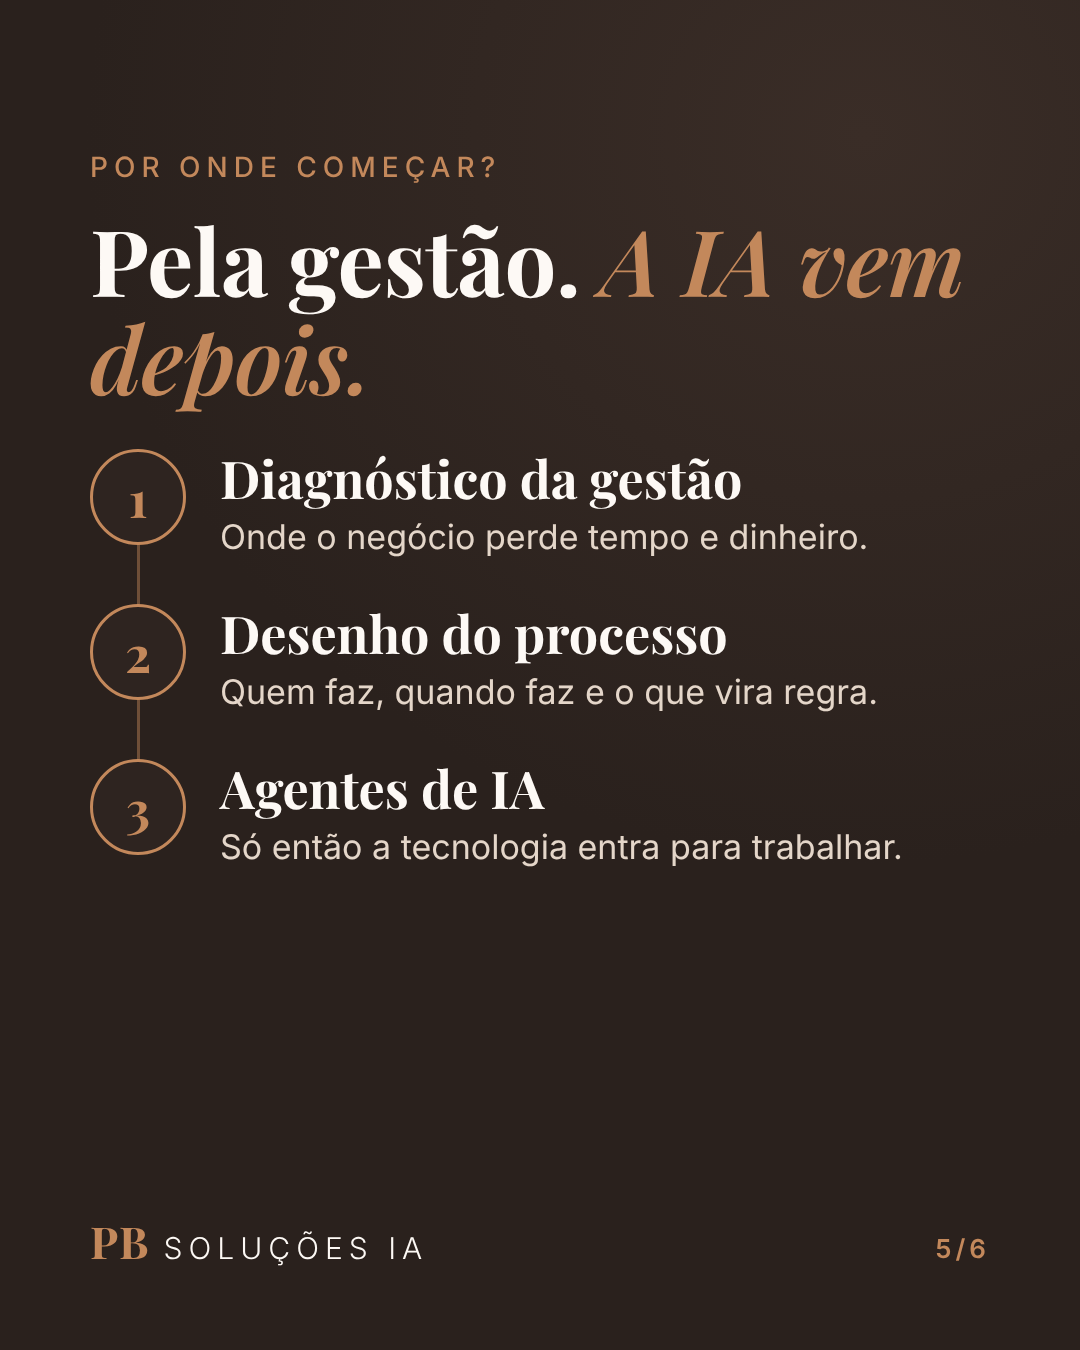 POR ONDE COMEÇAR?
Pela gestão. A IA vem
depois.
1
Diagnóstico da gestão
Onde o negócio perde tempo e dinheiro.
2
Desenho do processo
Quem faz, quando faz e o que vira regra.
3
Agentes de IA
Só então a tecnologia entra para trabalhar.
PB SOLUÇÕES IA
5/6